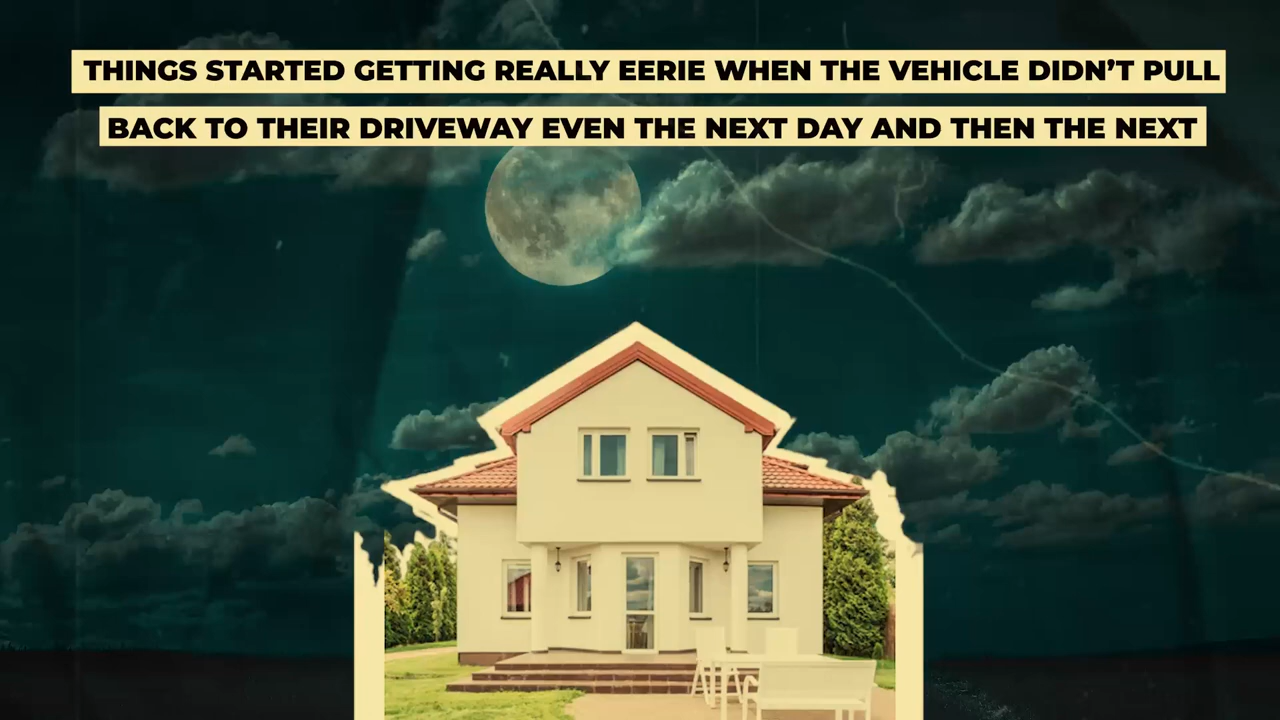 THINGS STARTED GETTING REALLY EERIE WHEN THE VEHICLE DIDN’T PULL
BACK TO THEIR DRIVEWAY EVEN THE NEXT DAY AND THEN THE NEXT